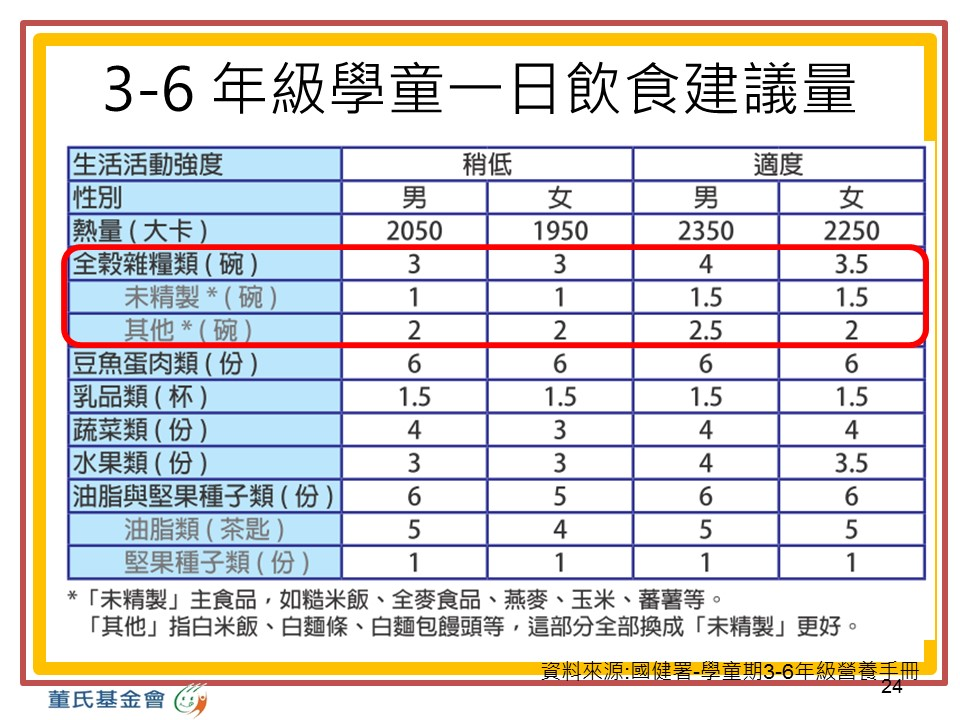 3-6 年級學童一日飲食建議量
生活活動強度 稍低 適度
性別 男 女 男 女
熱量 ( 大卡 ) 2050 1950 2350 2250
全穀雜糧類 ( 碗 ) 3 3 4 3.5
未精製 * ( 碗 ) 1 1 1.5 1.5
其他 * ( 碗 ) 2 2 2.5 2
豆魚蛋肉類 ( 份 ) 6 6 6 6
乳品類 ( 杯 ) 1.5 1.5 1.5 1.5
蔬菜類 ( 份 ) 4 3 4 4
水果類 ( 份 ) 3 3 4 3.5
油脂與堅果種子類 ( 份 ) 6 5 6 6
油脂類 ( 茶匙 ) 5 4 5 5
堅果種子類 ( 份 ) 1 1 1 1
*「未精製」主食品，如糙米飯、全麥食品、燕麥、玉米、蕃薯等。
「其他」指白米飯、白麵條、白麵包饅頭等，這部分全部換成「未精製」更好。
資料來源:國健署-學童期3-6年級營養手冊
24
董氏基金會